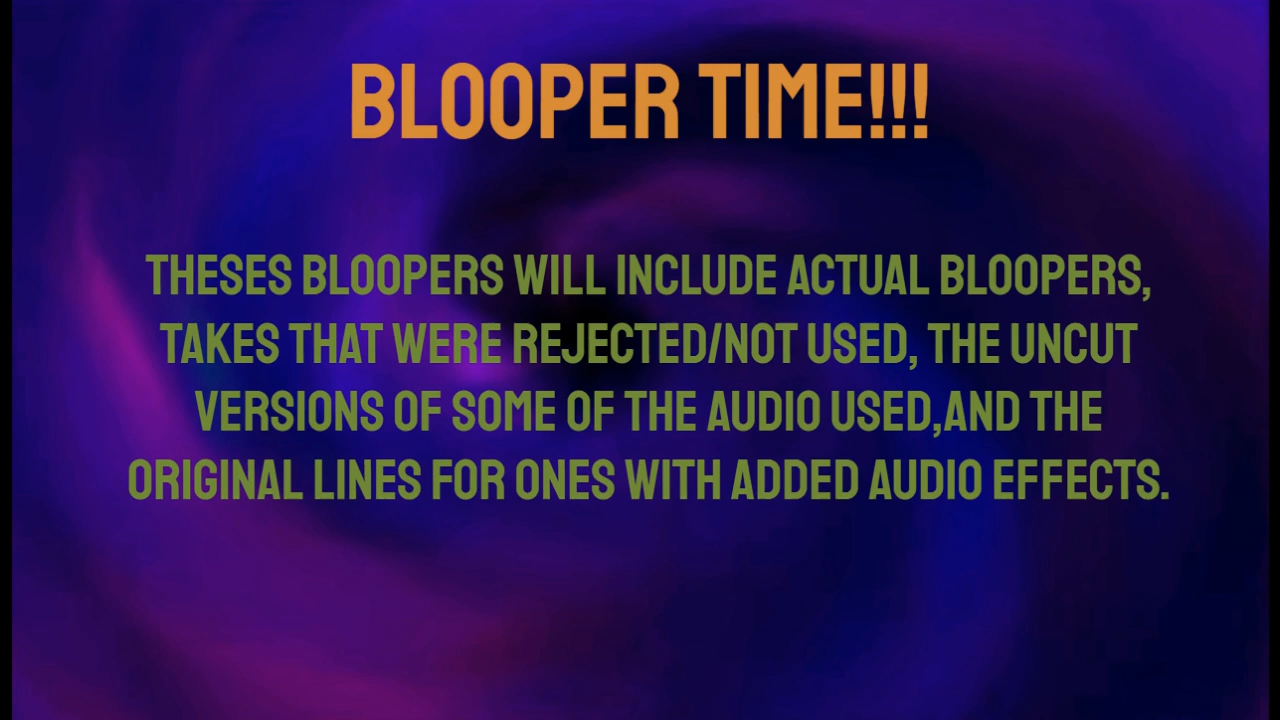 BLOOPER TIME!!!
THESES BLOOPERS WILL INCLUDE ACTUAL BLOOPERS,
TAKES THAT WERE REJECTED/NOT USED, THE UNCUT
VERSIONS OF SOME OF THE AUDIO USED,AND THE
ORIGINAL LINES FOR ONES WITH ADDED AUDIO EFFECTS.